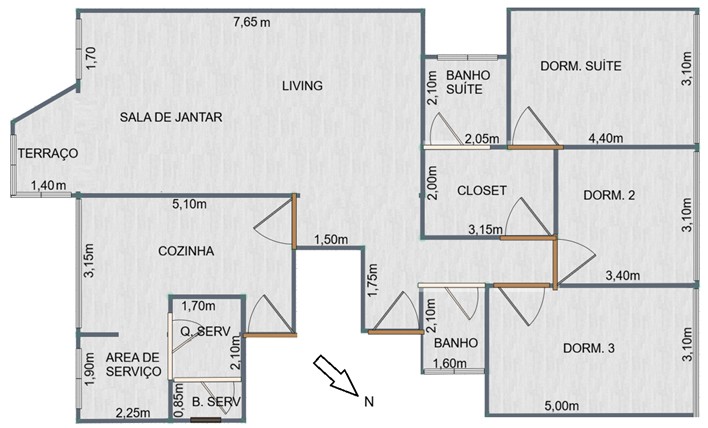 7,65 m
1,70
LIVING
SALA DE JANTAR
TERRAÇO
1,40 m
2,10m
BANHO
SUÍTE
2,05m
DORM. SUÍTE
3,10m
4,40m
2,00m
CLOSET
3,15m
DORM. 2
3,10m
3,40m
5,10m
COZINHA
3,15m
1,50m
1,75m
1,70m
Q. SERV
2,10m
AREA DE
SERVIÇO
1,90m
2,25m
0,85m
B. SERV
N
2,10m
BANHO
1,60m
DORM. 3
3,10m
5,00m